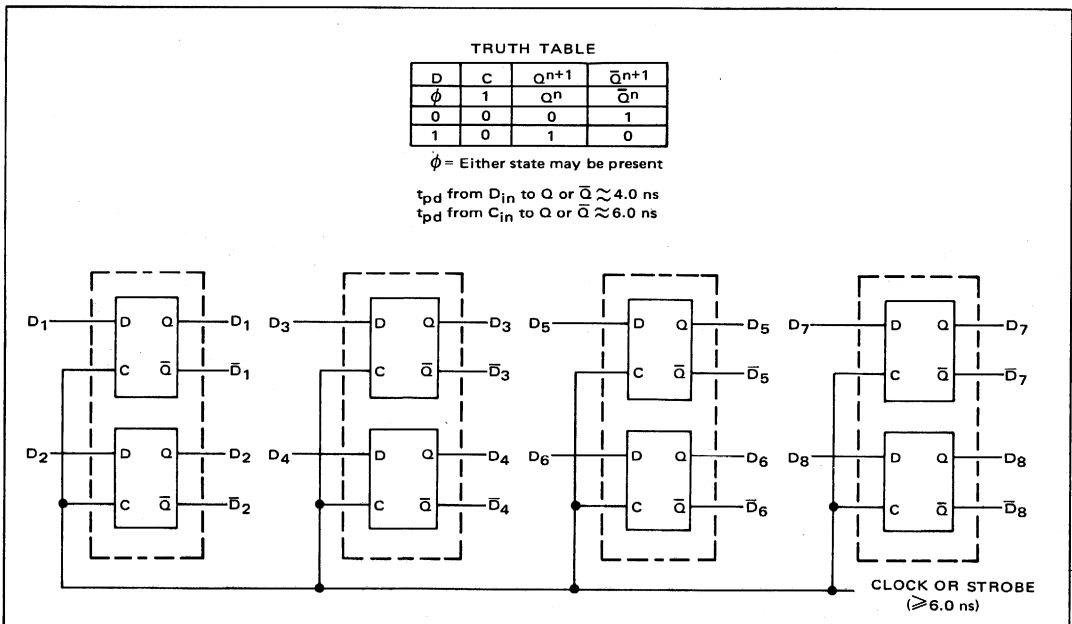 TRUTH TABLE
D C Qn+1 Q̄n+1
ϕ 1 Qn Q̄n
0 0 0 1
1 0 1 0
ϕ = Either state may be present
tpd from Din to Q or Q̄ ≈ 4.0 ns
tpd from Cin to Q or Q̄ ≈ 6.0 ns
D1 D Q D1 D3 D Q D3 D5 D Q D5 D7 D Q D7
C Q̄ D̄1 C Q̄ D̄3 C Q̄ D̄5 C Q̄ D̄7
D2 D Q D2 D4 D Q D4 D6 D Q D6 D8 D Q D8
C Q̄ D̄2 C Q̄ D̄4 C Q̄ D̄6 C Q̄ D̄8
CLOCK OR STROBE
(⩾6.0 ns)